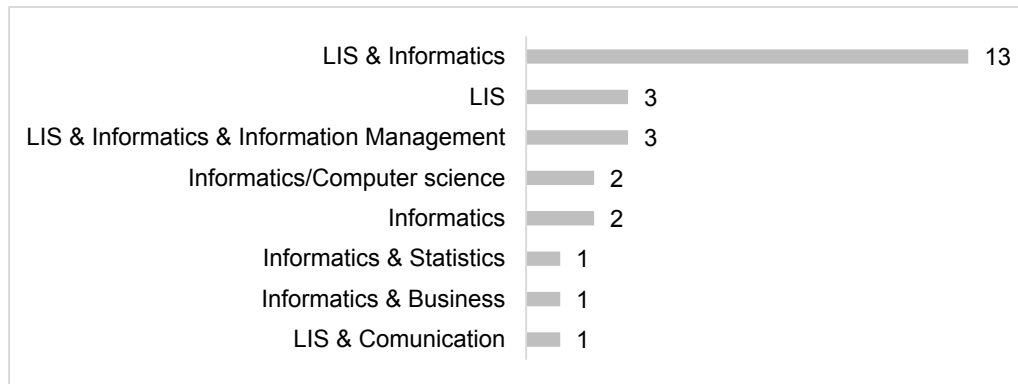 LIS & Informatics 13
LIS 3
LIS & Informatics & Information Management 3
Informatics/Computer science 2
Informatics 2
Informatics & Statistics 1
Informatics & Business 1
LIS & Comunication 1